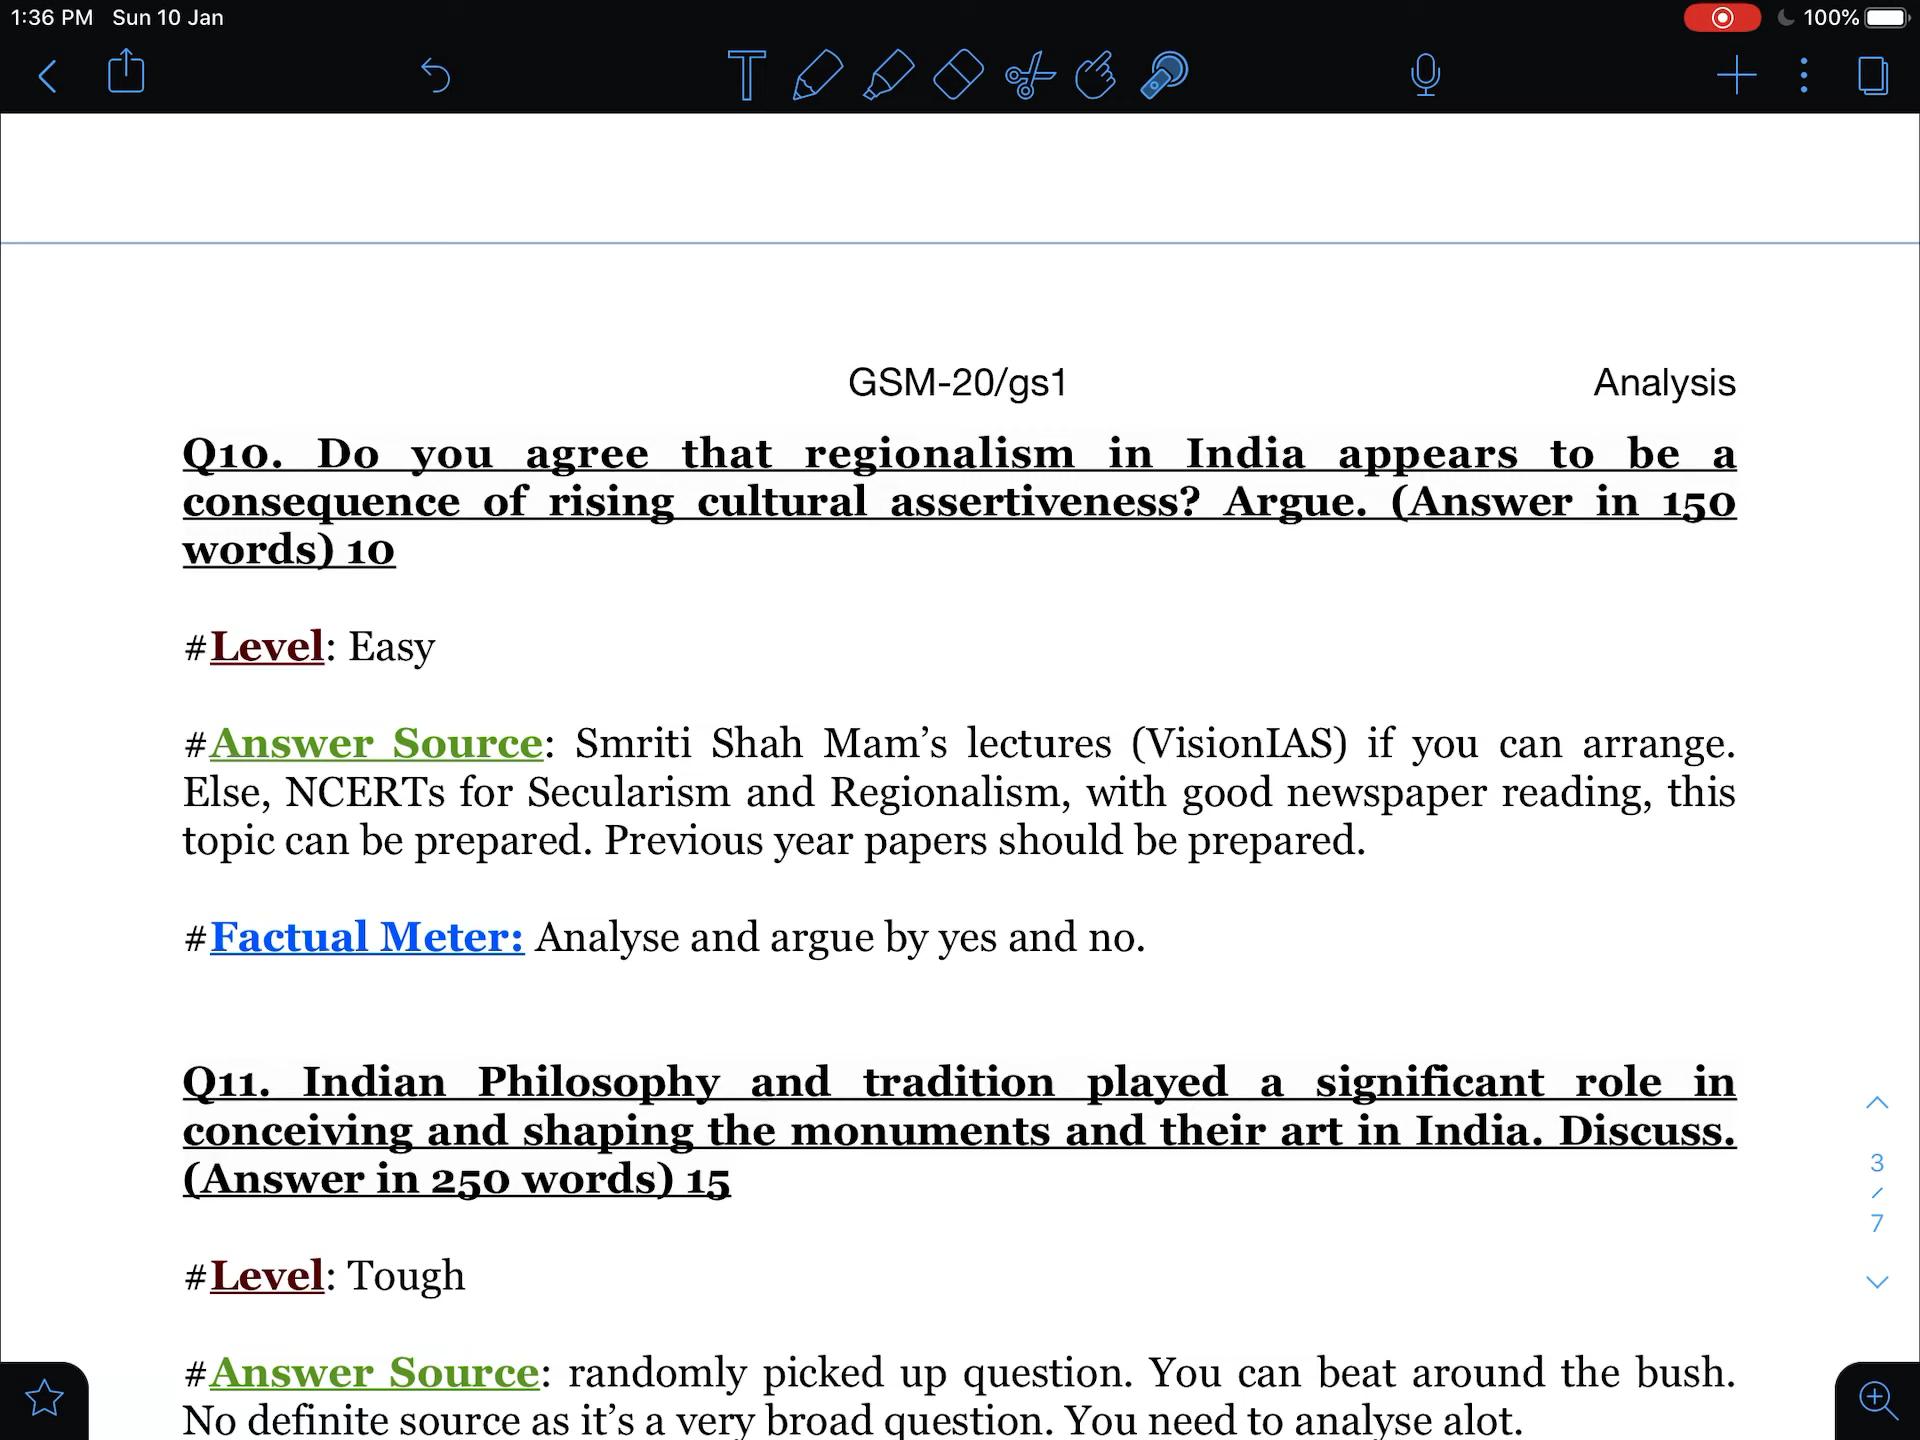 1:36 PM Sun 10 Jan
100%
GSM-20/gs1 Analysis
Q10. Do you agree that regionalism in India appears to be a
consequence of rising cultural assertiveness? Argue. (Answer in 150
words) 10
#Level: Easy
#Answer Source: Smriti Shah Mam’s lectures (VisionIAS) if you can arrange.
Else, NCERTs for Secularism and Regionalism, with good newspaper reading, this
topic can be prepared. Previous year papers should be prepared.
#Factual Meter: Analyse and argue by yes and no.
Q11. Indian Philosophy and tradition played a significant role in
conceiving and shaping the monuments and their art in India. Discuss.
(Answer in 250 words) 15
#Level: Tough
#Answer Source: randomly picked up question. You can beat around the bush.
No definite source as it’s a very broad question. You need to analyse alot.
3
/
7